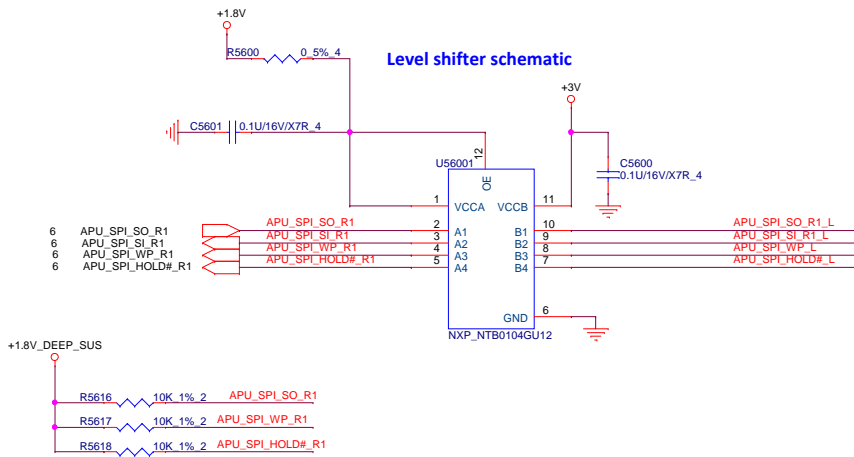 +1.8V
R5600 0_5%_4
Level shifter schematic
+3V
C5601 0.1U/16V/X7R_4
U56001
12
OE
C5600
0.1U/16V/X7R_4
1 VCCA VCCB 11
6 APU_SPI_SO_R1 APU_SPI_SO_R1 2 A1 B1 10 APU_SPI_SO_R1_L
6 APU_SPI_SI_R1 APU_SPI_SI_R1 3 A2 B2 9 APU_SPI_SI_R1_L
6 APU_SPI_WP_R1 APU_SPI_WP_R1 4 A3 B3 8 APU_SPI_WP_L
6 APU_SPI_HOLD#_R1 APU_SPI_HOLD#_R1 5 A4 B4 7 APU_SPI_HOLD#_L
GND 6
NXP_NTB0104GU12
+1.8V_DEEP_SUS
R5616 10K_1%_2 APU_SPI_SO_R1
R5617 10K_1%_2 APU_SPI_WP_R1
R5618 10K_1%_2 APU_SPI_HOLD#_R1